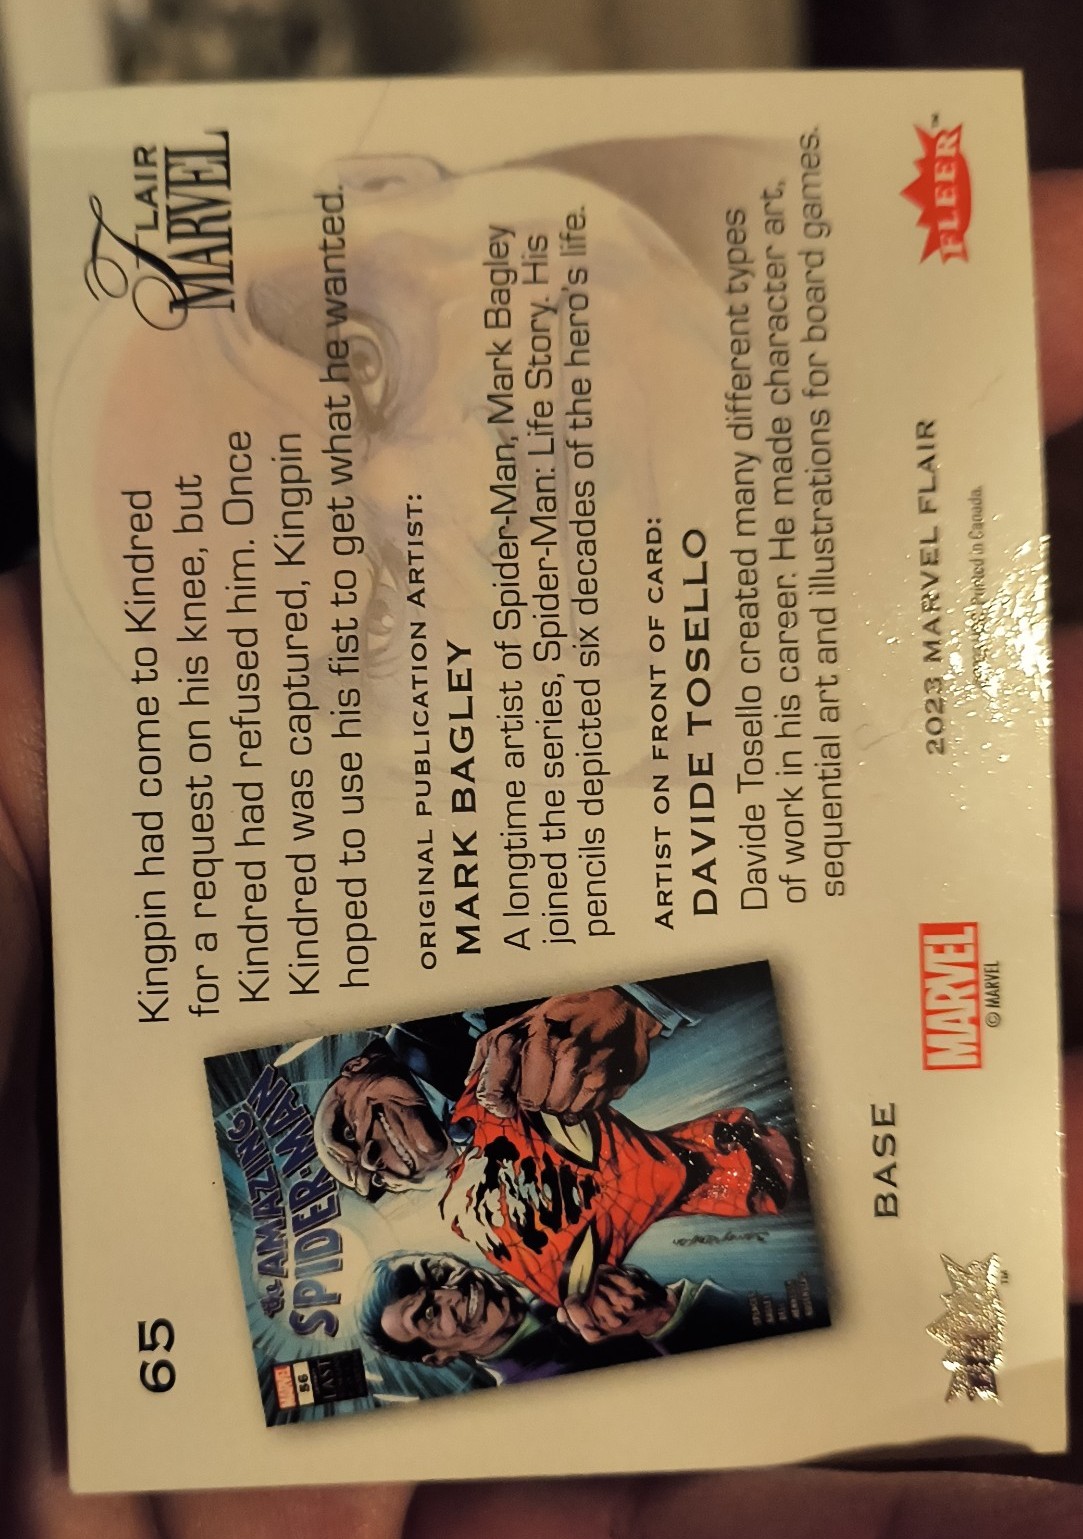 65
FLAIR
MARVEL
Kingpin had come to Kindred
for a request on his knee, but
Kindred had refused him. Once
Kindred was captured, Kingpin
hoped to use his fist to get what he wanted.
ORIGINAL PUBLICATION ARTIST:
MARK BAGLEY
A longtime artist of Spider-Man, Mark Bagley
joined the series, Spider-Man: Life Story. His
pencils depicted six decades of the hero's life.
ARTIST ON FRONT OF CARD:
DAVIDE TOSELLO
Davide Tosello created many different types
of work in his career. He made character art,
sequential art and illustrations for board games.
MARVEL
56
LAST
the AMAZING
SPIDER-MAN
BASE
MARVEL
© MARVEL
2023 MARVEL FLAIR
Printed in Canada.
FLEER™